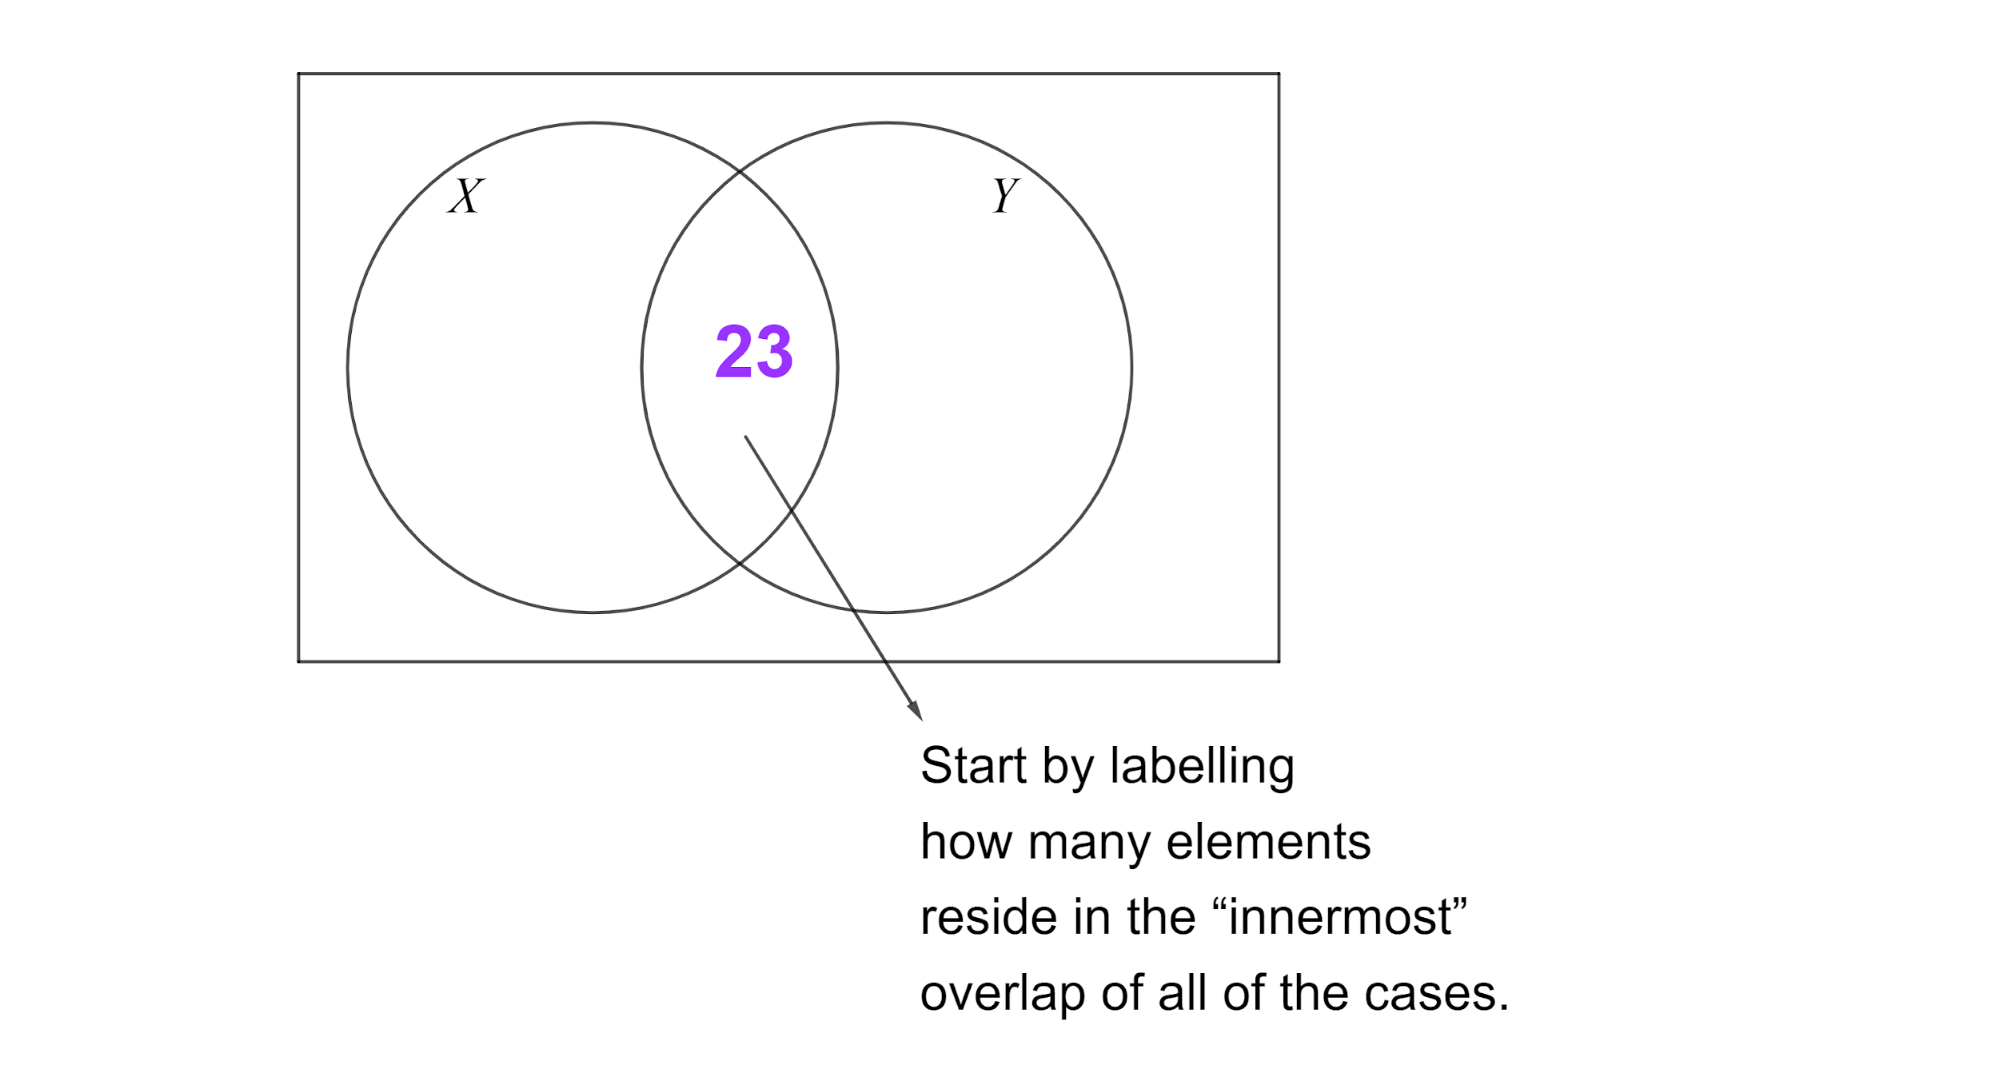 X
Y
23
Start by labelling
how many elements
reside in the “innermost”
overlap of all of the cases.